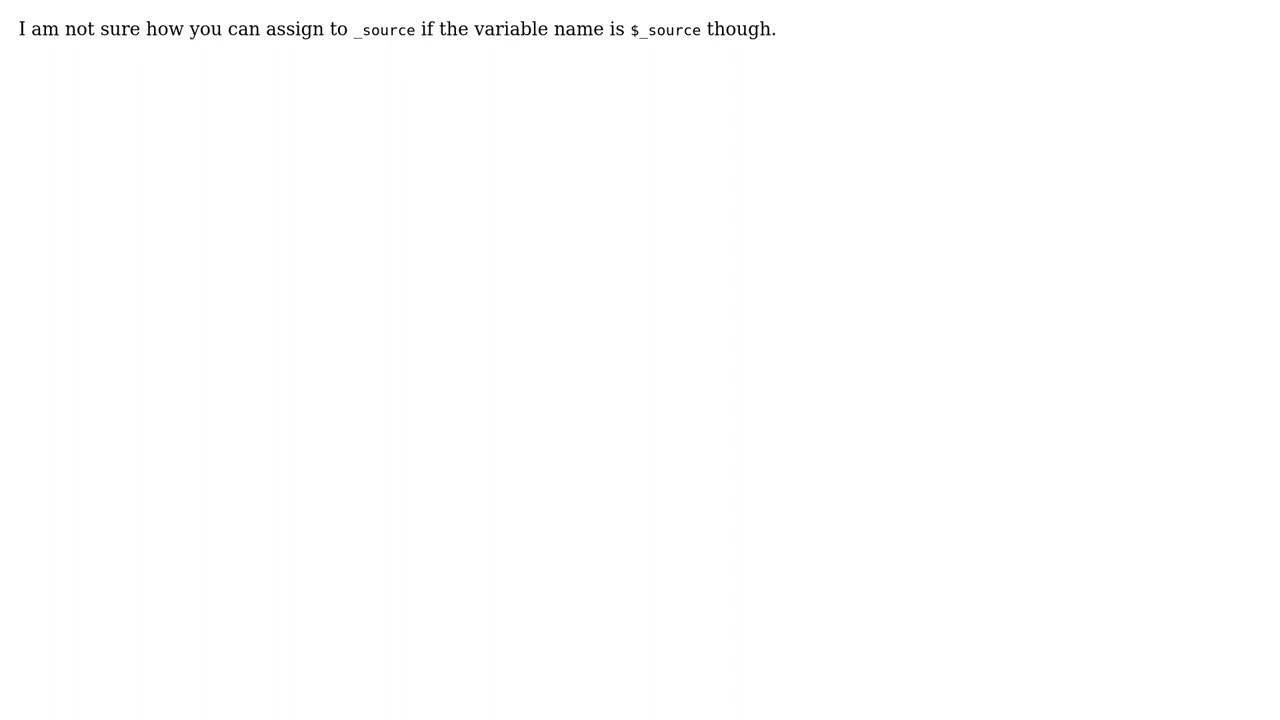 I am not sure how you can assign to _source if the variable name is $_source though.